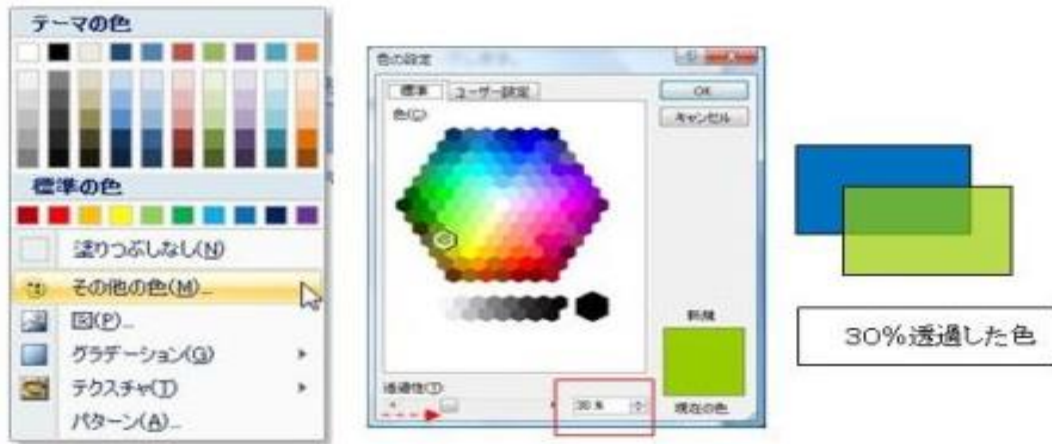 テーマの色
標準の色
塗りつぶしなし(N)
その他の色(M)...
図(P)...
グラデーション(G)
テクスチャ(T)
パターン(A)...
色の設定
標準
ユーザー設定
OK
キャンセル
色(C):
新規
現在の色
透過性(T):
30 %
30%透過した色